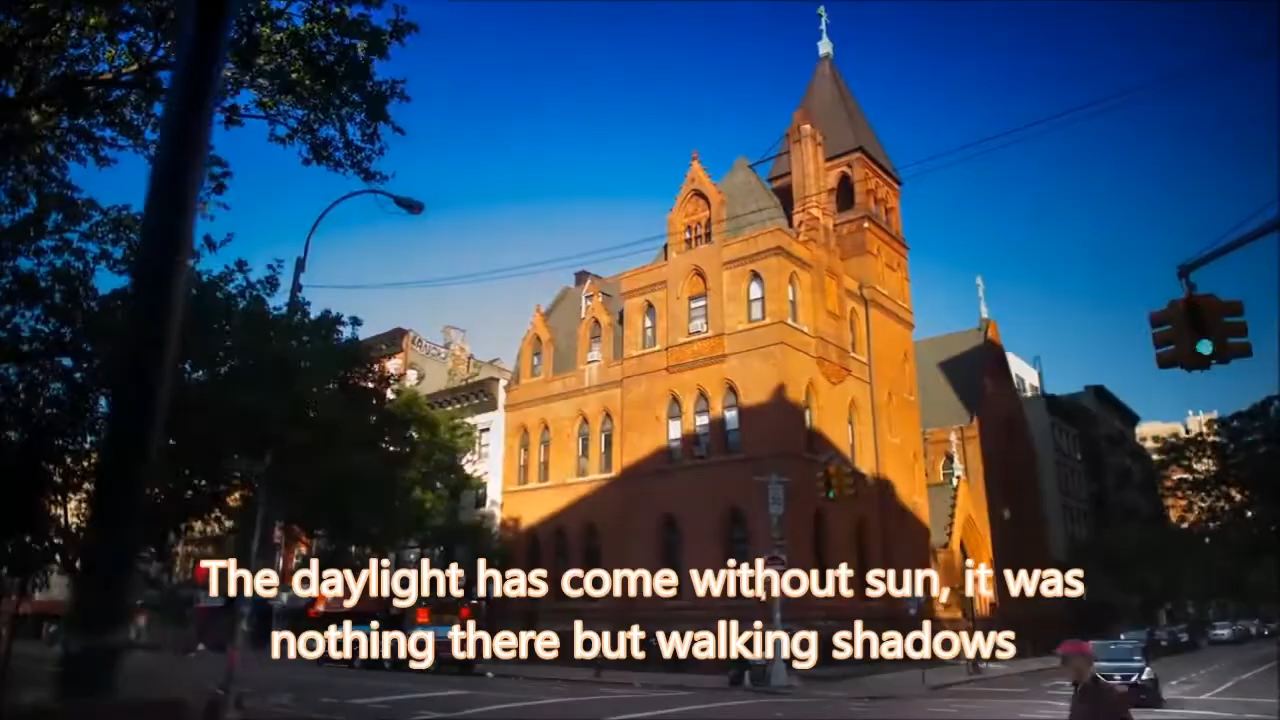 The daylight has come without sun, it was
nothing there but walking shadows